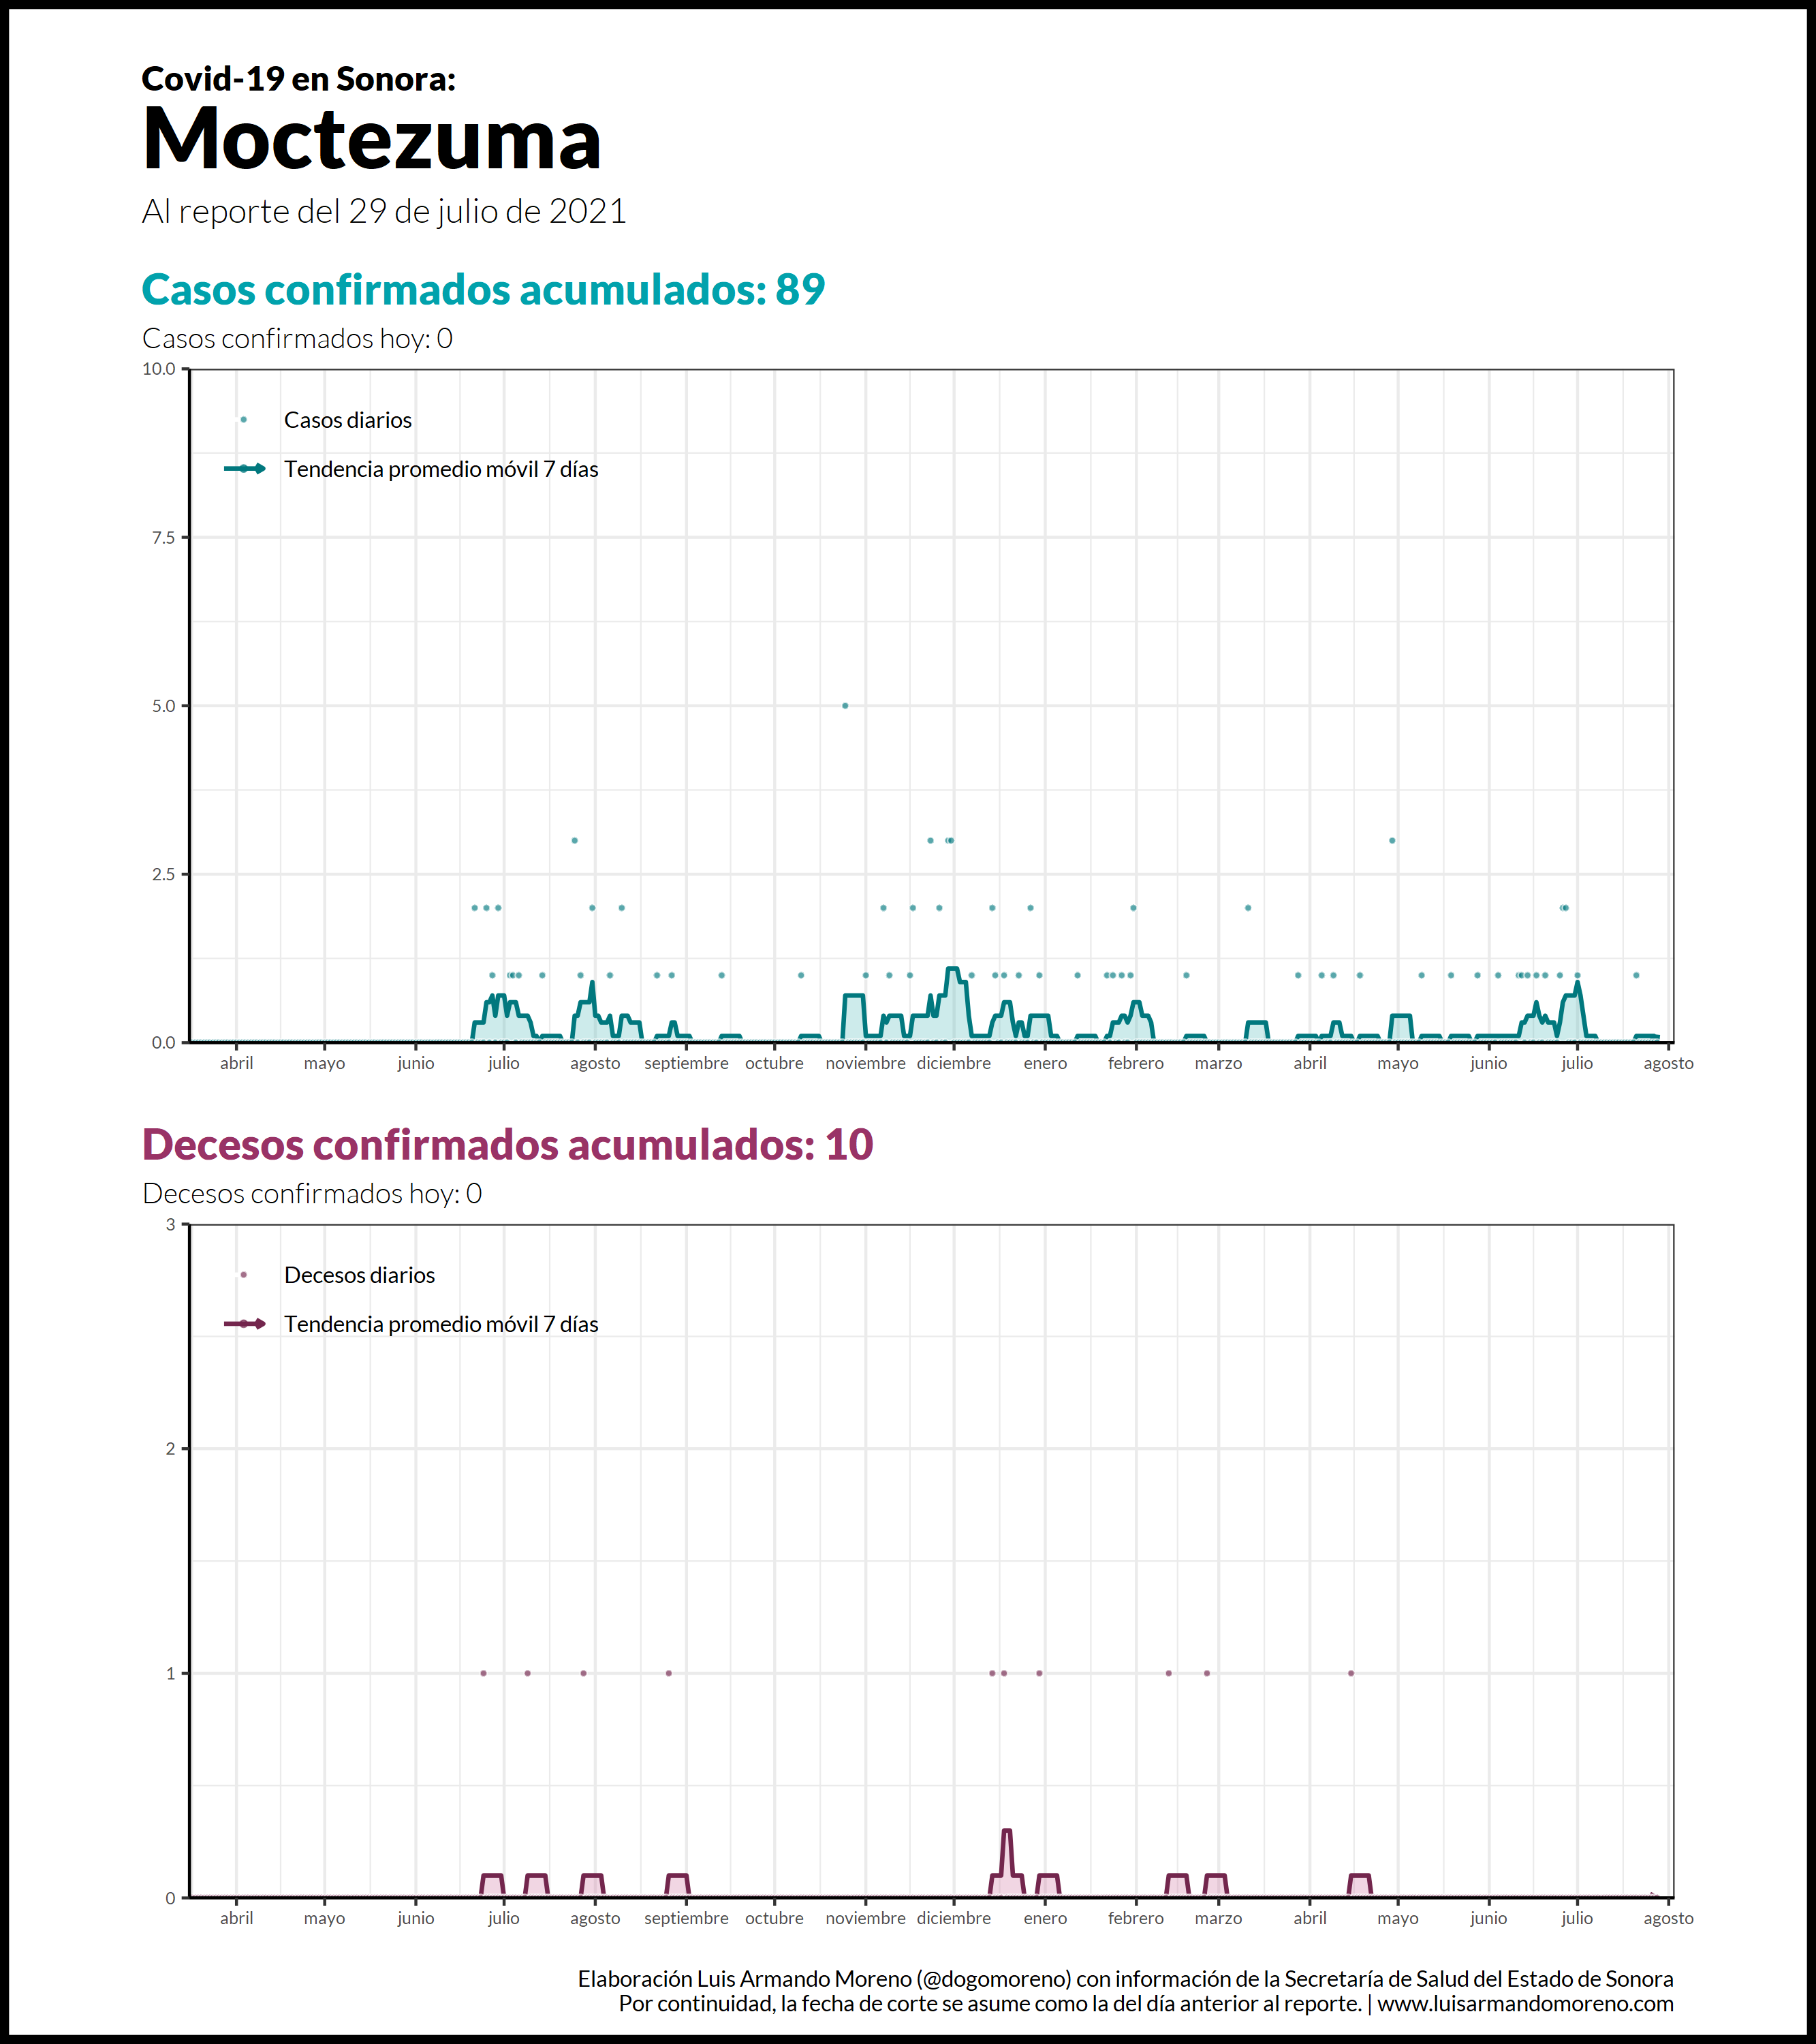 Covid-19 en Sonora:
Moctezuma
Al reporte del 29 de julio de 2021
Casos confirmados acumulados: 89
Casos confirmados hoy: 0
10.0
Casos diarios
Tendencia promedio móvil 7 días
7.5
5.0
2.5
0.0
abril mayo junio julio agosto septiembre octubre noviembre diciembre enero febrero marzo abril mayo junio julio agosto
Decesos confirmados acumulados: 10
Decesos confirmados hoy: 0
3
Decesos diarios
Tendencia promedio móvil 7 días
2
1
0
abril mayo junio julio agosto septiembre octubre noviembre diciembre enero febrero marzo abril mayo junio julio agosto
Elaboración Luis Armando Moreno (@dogomoreno) con información de la Secretaría de Salud del Estado de Sonora
Por continuidad, la fecha de corte se asume como la del día anterior al reporte. | www.luisarmandomoreno.com